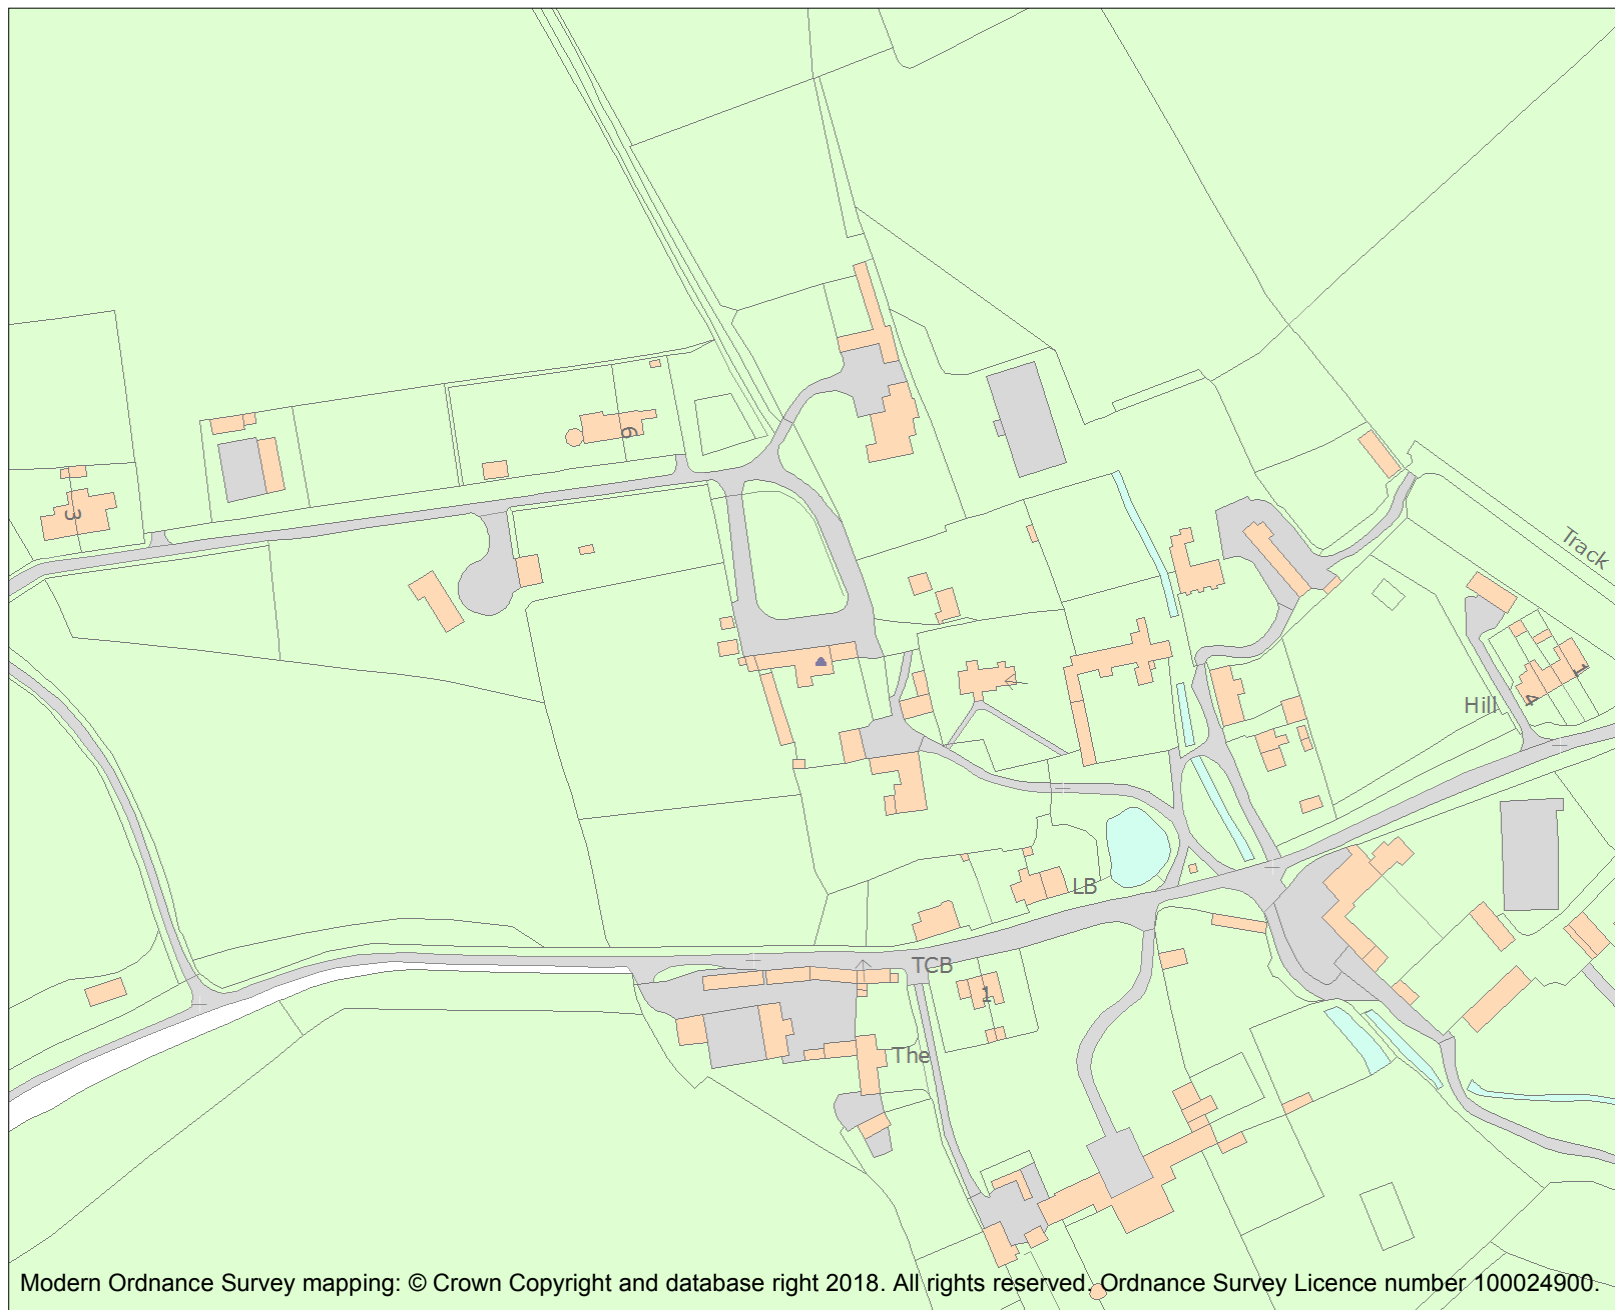 6
3
Track
1
Hill
4
LB
TCB
1
The
Modern Ordnance Survey mapping: © Crown Copyright and database right 2018. All rights reserved. Ordnance Survey Licence number 100024900.